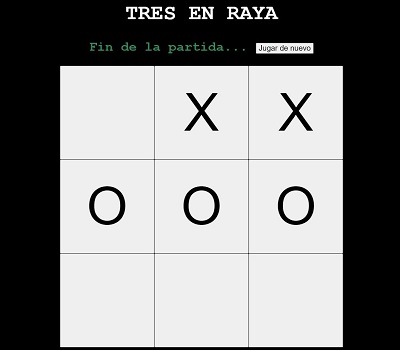 TRES EN RAYA
Fin de la partida... Jugar de nuevo
X X
O O O